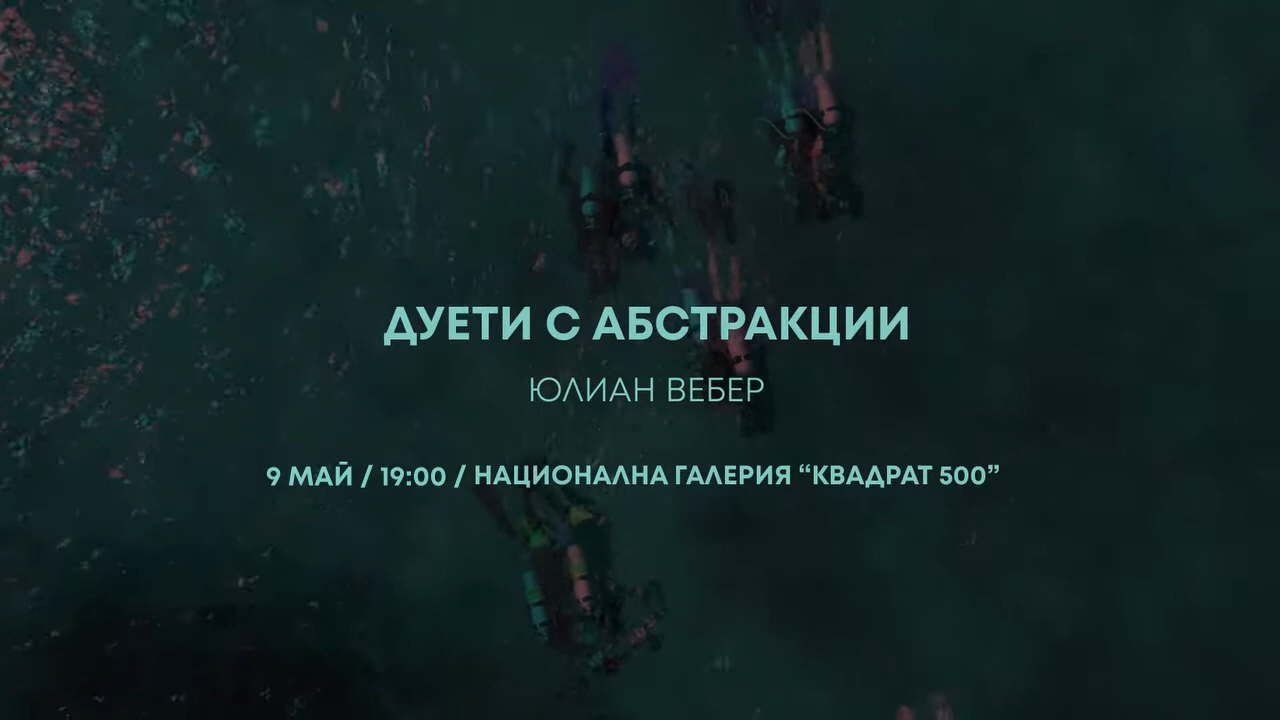 ДУЕТИ С АБСТРАКЦИИ
ЮЛИАН ВЕБЕР
9 МАЙ / 19:00 / НАЦИОНАЛНА ГАЛЕРИЯ “КВАДРАТ 500”